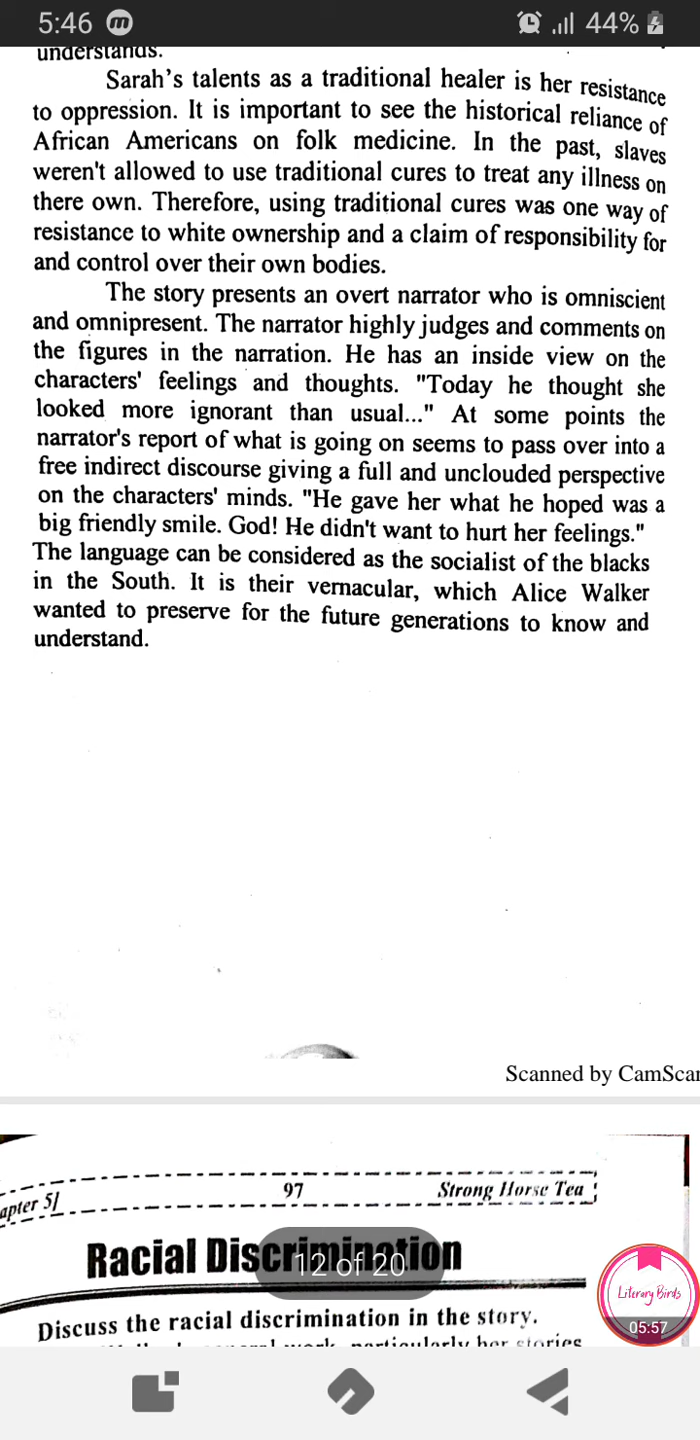 5:46 m 44%
understands.
Sarah's talents as a traditional healer is her resistance
to oppression. It is important to see the historical reliance of
African Americans on folk medicine. In the past, slaves
weren't allowed to use traditional cures to treat any illness on
there own. Therefore, using traditional cures was one way of
resistance to white ownership and a claim of responsibility for
and control over their own bodies.
The story presents an overt narrator who is omniscient
and omnipresent. The narrator highly judges and comments on
the figures in the narration. He has an inside view on the
characters' feelings and thoughts. "Today he thought she
looked more ignorant than usual..." At some points the
narrator's report of what is going on seems to pass over into a
free indirect discourse giving a full and unclouded perspective
on the characters' minds. "He gave her what he hoped was a
big friendly smile. God! He didn't want to hurt her feelings."
The language can be considered as the socialist of the blacks
in the South. It is their vernacular, which Alice Walker
wanted to preserve for the future generations to know and
understand.
Scanned by CamScan
apter 5/ 97 Strong Horse Tea
Racial Discrimination
12 of 20
Literary Birds
05:57
Discuss the racial discrimination in the story.
particularly her stories